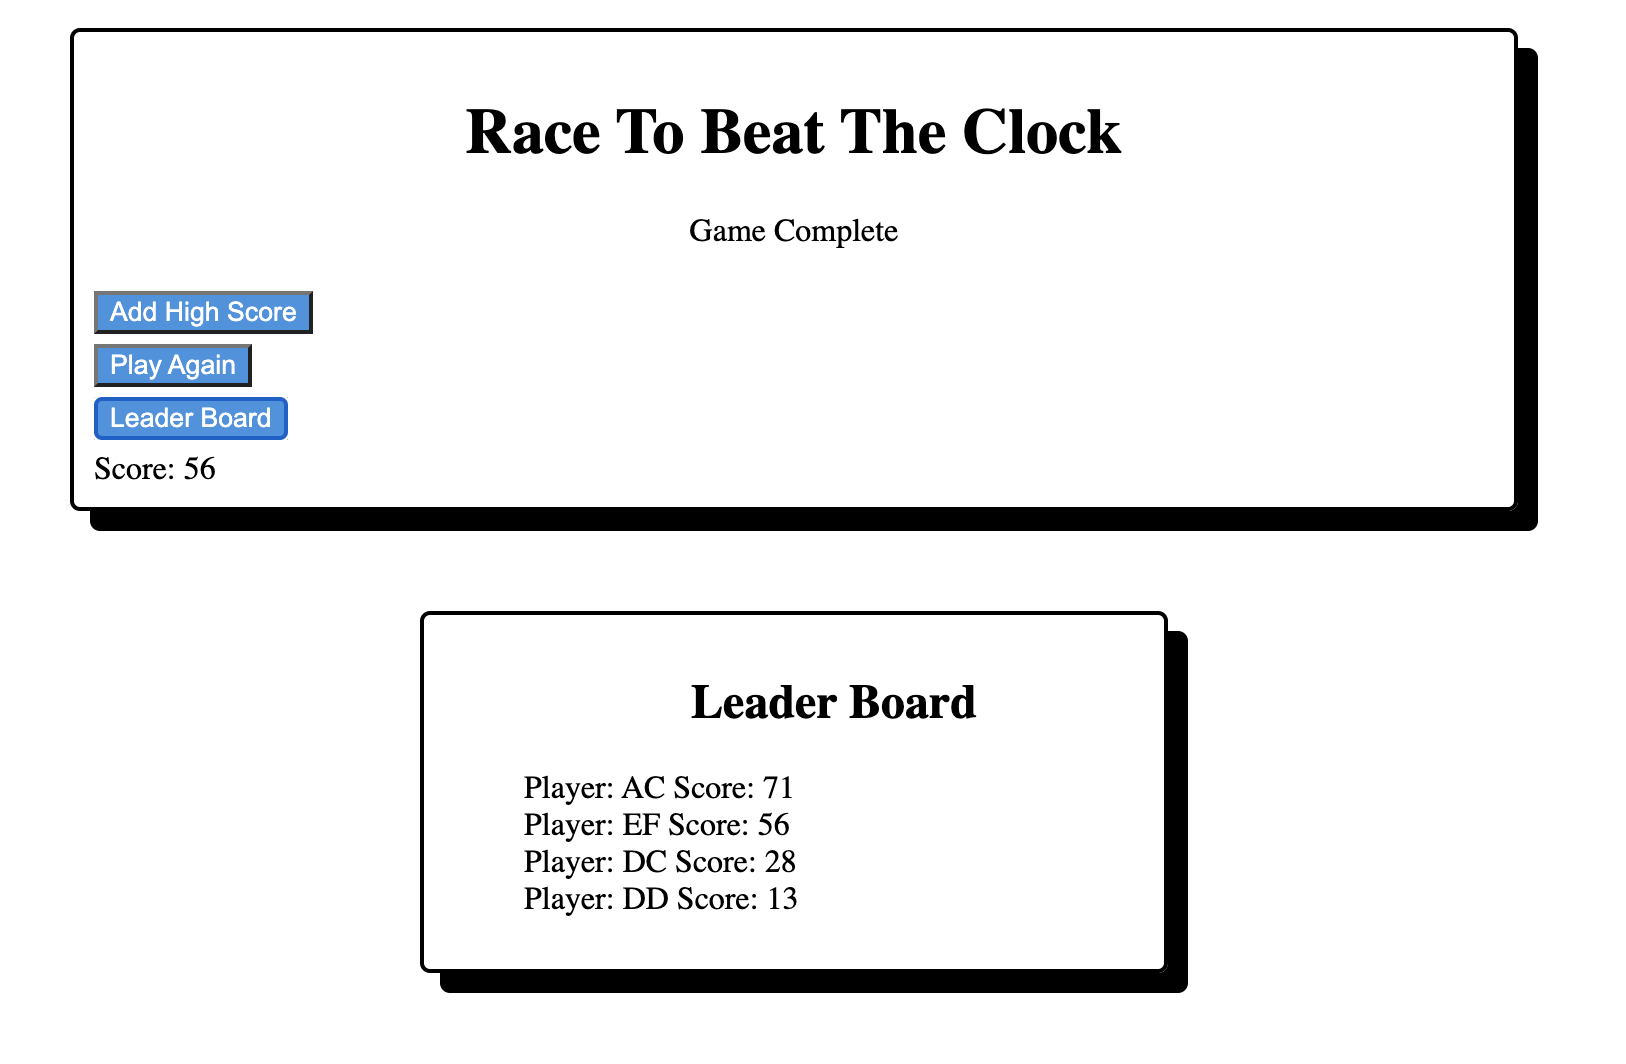 Race To Beat The Clock
Game Complete
Add High Score
Play Again
Leader Board
Score: 56
Leader Board
Player: AC Score: 71
Player: EF Score: 56
Player: DC Score: 28
Player: DD Score: 13